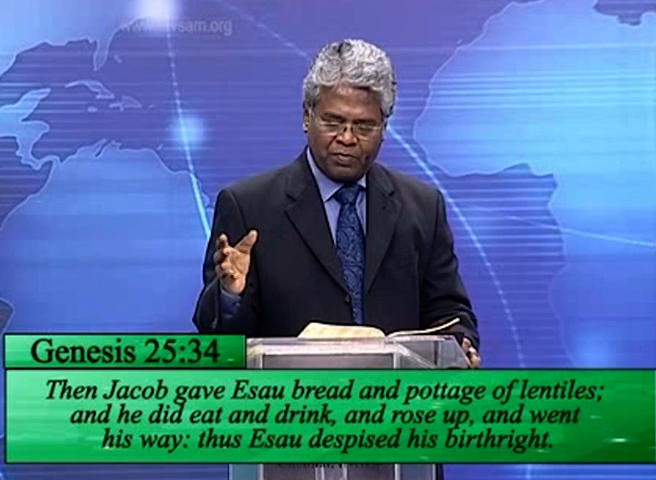 Genesis 25:34
Then Jacob gave Esau bread and pottage of lentiles;
and he did eat and drink, and rose up, and went
his way: thus Esau despised his birthright.